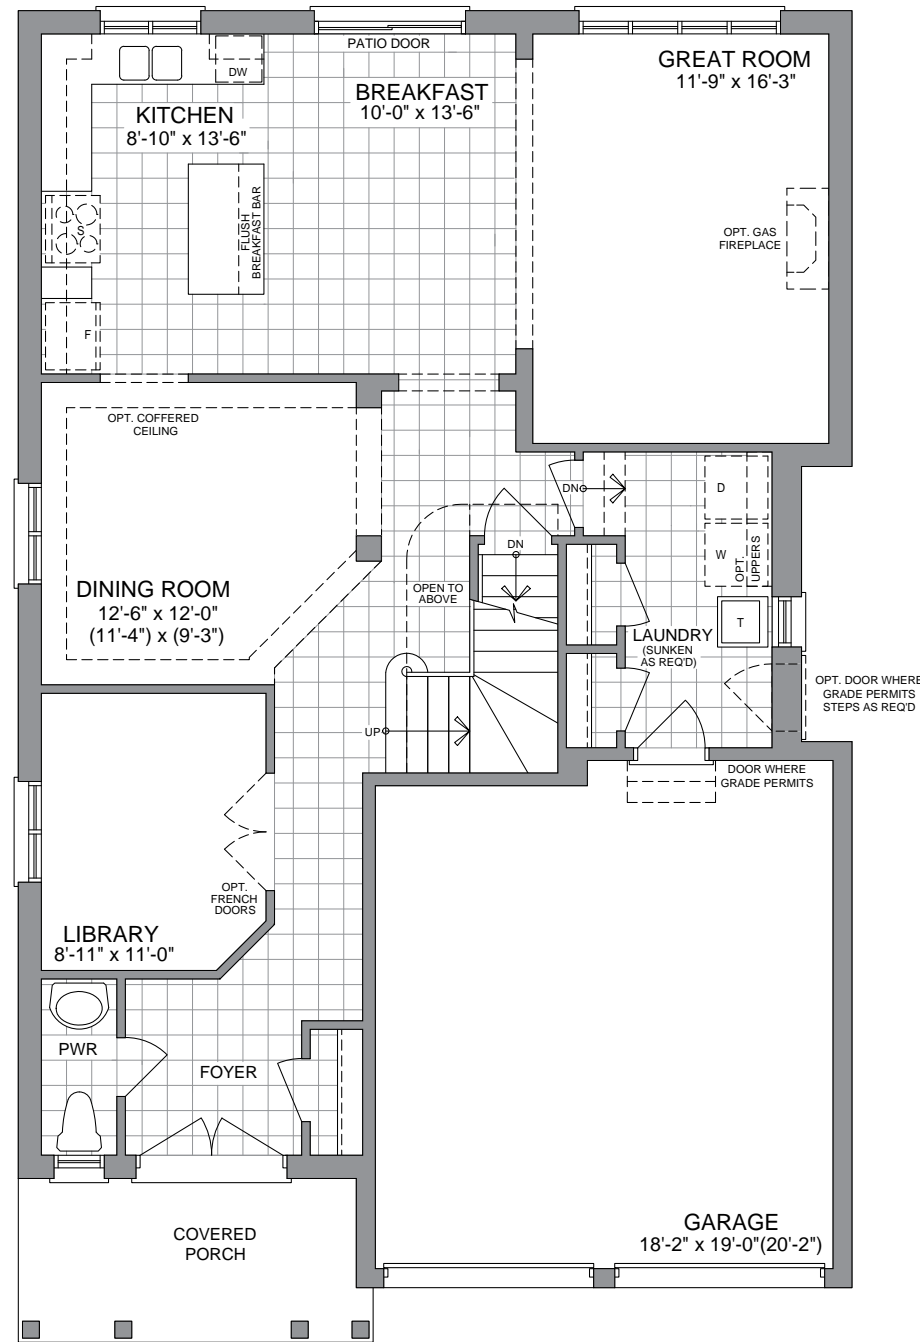 PATIO DOOR
GREAT ROOM
11'-9" x 16'-3"
DW
BREAKFAST
10'-0" x 13'-6"
KITCHEN
8'-10" x 13'-6"
FLUSH
BREAKFAST BAR
S
F
OPT. GAS
FIREPLACE
OPT. COFFERED
CEILING
DN
D
W
OPT.
UPPERS
DN
OPEN TO
ABOVE
DINING ROOM
12'-6" x 12'-0"
(11'-4") x (9'-3")
T
LAUNDRY
(SUNKEN
AS REQ'D)
OPT. DOOR WHERE
GRADE PERMITS
STEPS AS REQ'D
UP
DOOR WHERE
GRADE PERMITS
OPT.
FRENCH
DOORS
LIBRARY
8'-11" x 11'-0"
PWR
FOYER
COVERED
PORCH
GARAGE
18'-2" x 19'-0"(20'-2")